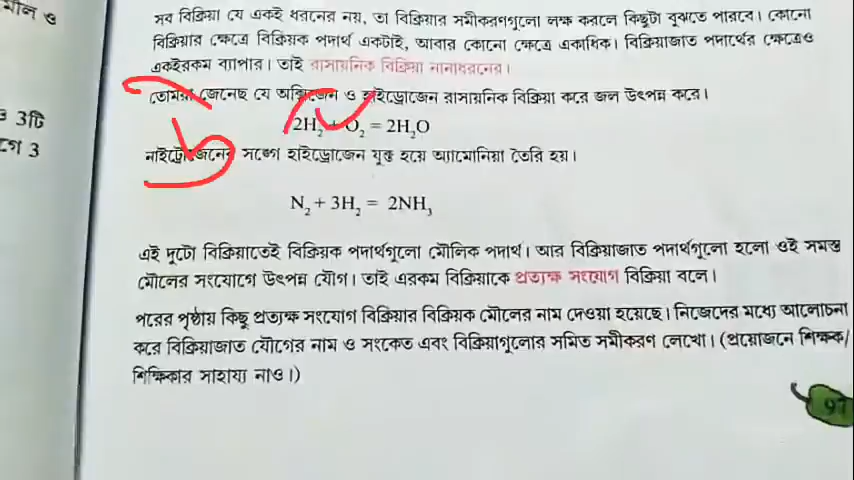 মৌল ও
ও 3টি
গে 3
সব বিক্রিয়া যে একই ধরনের নয়, তা বিক্রিয়ার সমীকরণগুলো লক্ষ করলে কিছুটা বুঝতে পারবে। কোনো
বিক্রিয়ার ক্ষেত্রে বিক্রিয়ক পদার্থ একটাই, আবার কোনো ক্ষেত্রে একাধিক। বিক্রিয়াজাত পদার্থের ক্ষেত্রেও
একইরকম ব্যাপার। তাই রাসায়নিক বিক্রিয়া নানাধরনের।
তোমরা জেনেছ যে অক্সিজেন ও হাইড্রোজেন রাসায়নিক বিক্রিয়া করে জল উৎপন্ন করে।
2H₂ + O₂ = 2H₂O
নাইট্রোজেনের সঙ্গে হাইড্রোজেন যুক্ত হয়ে অ্যামোনিয়া তৈরি হয়।
N₂ + 3H₂ = 2NH₃
এই দুটো বিক্রিয়াতেই বিক্রিয়ক পদার্থগুলো মৌলিক পদার্থ। আর বিক্রিয়াজাত পদার্থগুলো হলো ওই সমস্ত
মৌলের সংযোগে উৎপন্ন যৌগ। তাই এরকম বিক্রিয়াকে প্রত্যক্ষ সংযোগ বিক্রিয়া বলে।
পরের পৃষ্ঠায় কিছু প্রত্যক্ষ সংযোগ বিক্রিয়ার বিক্রিয়ক মৌলের নাম দেওয়া হয়েছে। নিজেদের মধ্যে আলোচনা
করে বিক্রিয়াজাত যৌগের নাম ও সংকেত এবং বিক্রিয়াগুলোর সমিত সমীকরণ লেখো। (প্রয়োজনে শিক্ষক/
শিক্ষিকার সাহায্য নাও।)